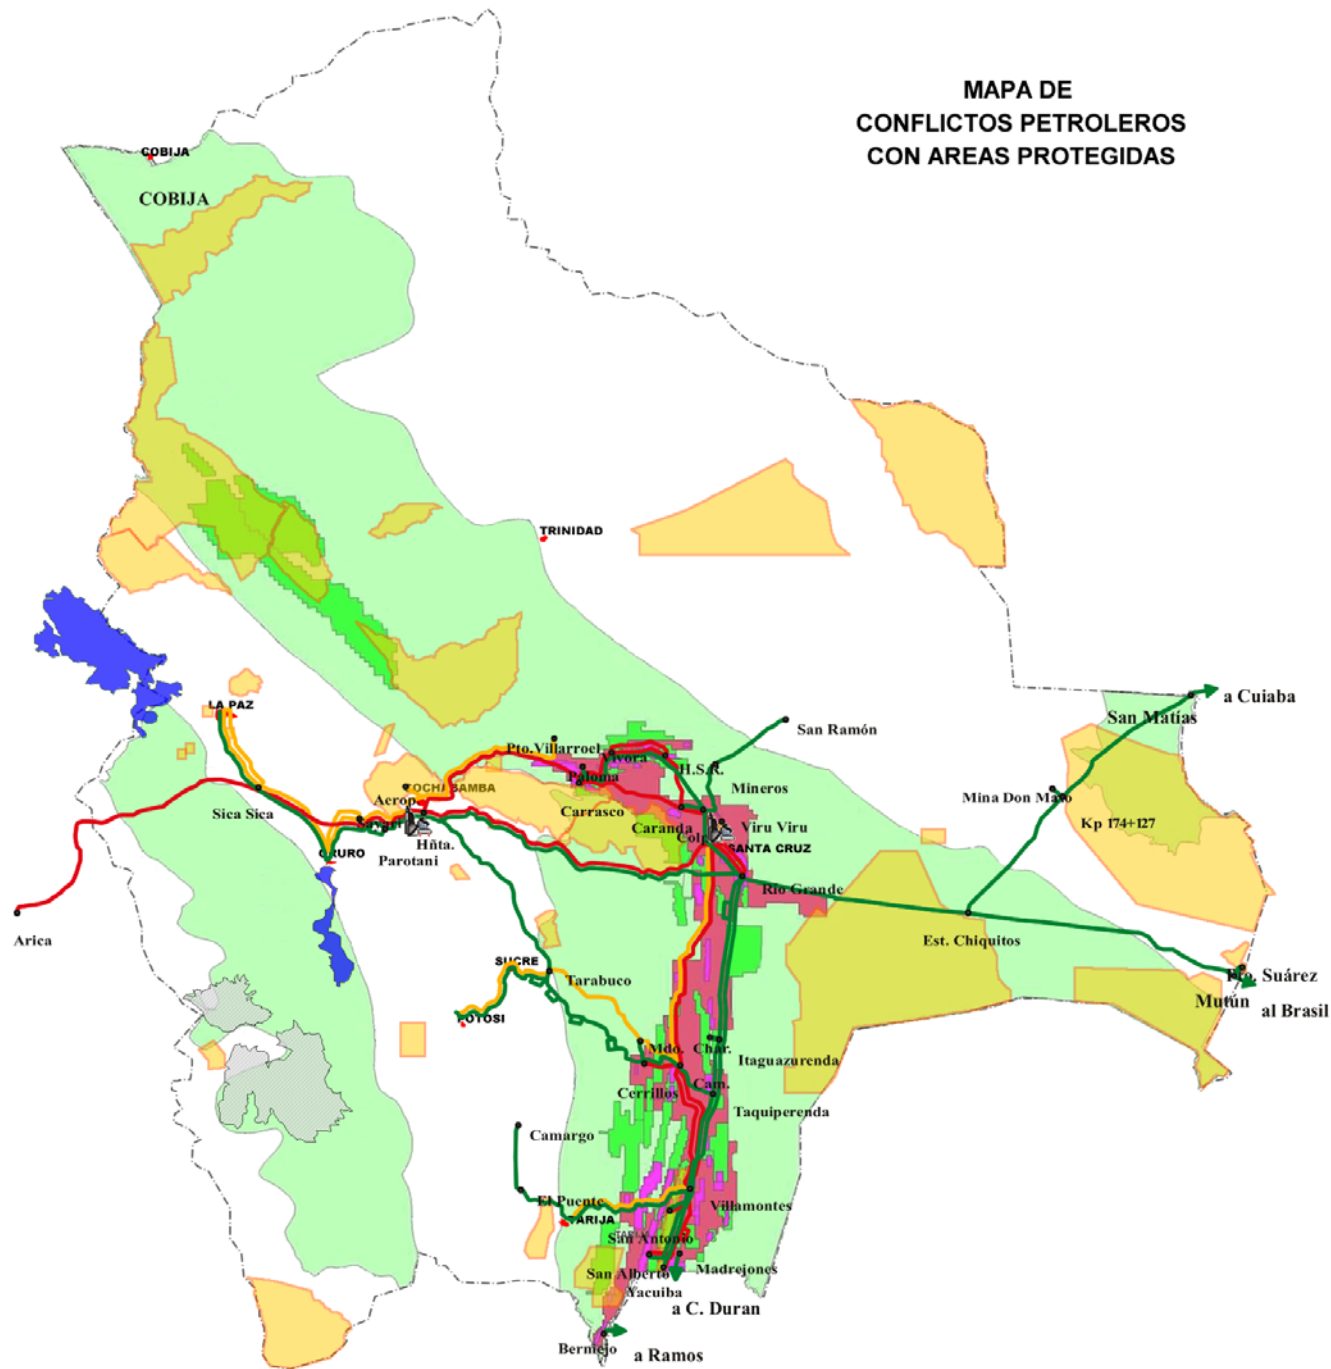 MAPA DE
CONFLICTOS PETROLEROS
CON AREAS PROTEGIDAS
COBIJA
COBIJA
TRINIDAD
a Cuiaba
San Matías
LA PAZ
San Ramón
Pto.Villarroel
Vivora
H.S.R.
Paloma
Mineros
Mina Don Mario
Sica Sica
Aerop.
Carrasco
Caranda
Viru Viru
Kp 174+127
Colp
SANTA CRUZ
ORURO
Hñta.
Parotani
Rio Grande
Arica
Est. Chiquitos
SUCRE
Tarabuco
Pto. Suárez
Mutún
al Brasil
POTOSI
Mdo.
Char.
Itaguazurenda
Cerrillos
Cam.
Taquiperenda
Camargo
El Puente
Villamontes
TARIJA
San Antonio
San Alberto
Madrejones
Yacuiba
a C. Duran
Bermejo
a Ramos